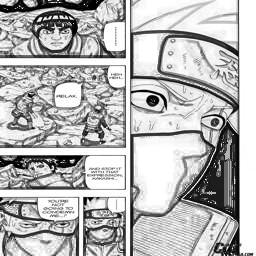 .......
HEH
HEH...
RELAX.
AND STOP IT
WITH THAT
EXPRESSION,
KAKASHI.
YOU'RE
NOT
GOING TO
CONDEMN
ME...?